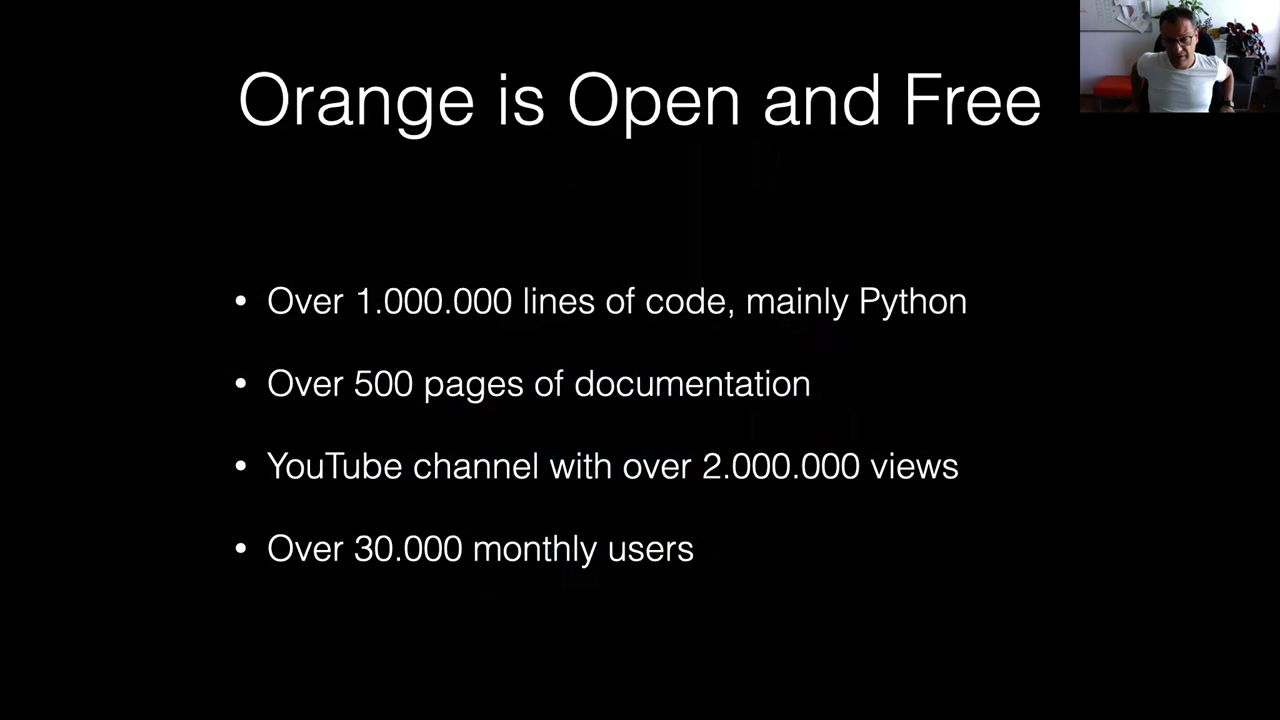 Orange is Open and Free
• Over 1.000.000 lines of code, mainly Python
• Over 500 pages of documentation
• YouTube channel with over 2.000.000 views
• Over 30.000 monthly users